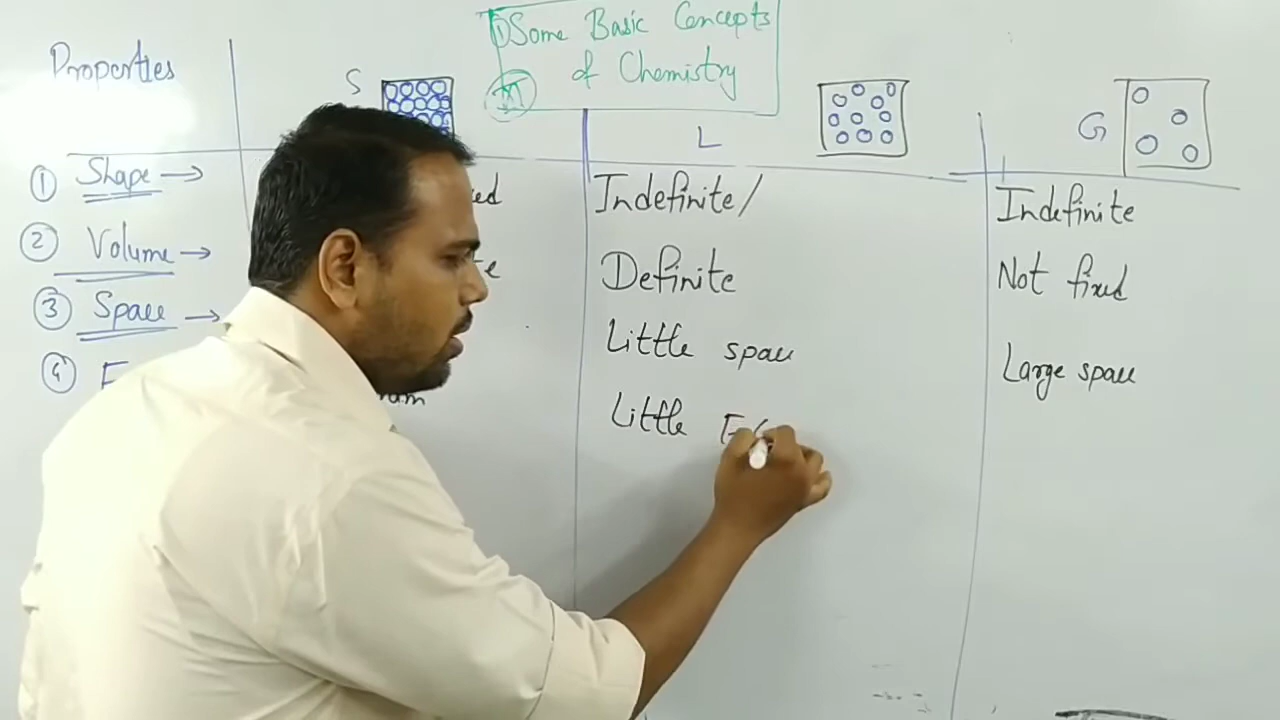 ① Some Basic Concepts
of Chemistry
M
Properties
S
L
G
① Shape →
② Volume →
③ Space →
④
Indefinite/
Definite
Little space
Little
Indefinite
Not fixed
Large space